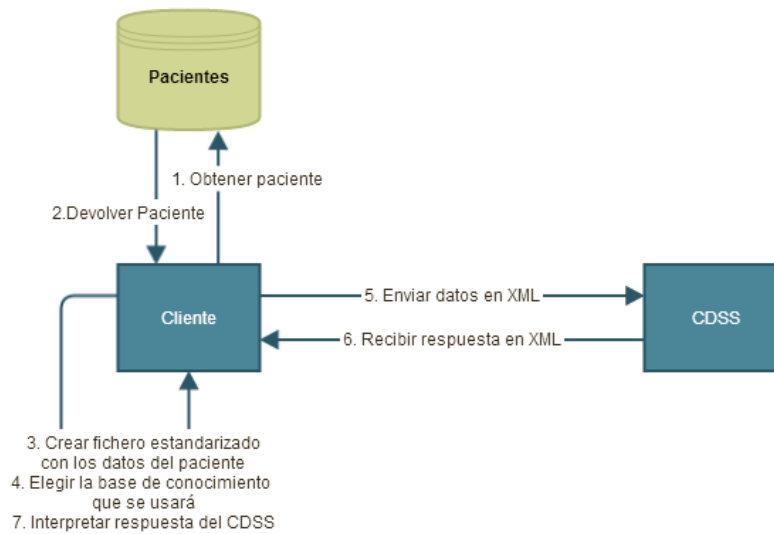 Pacientes
1. Obtener paciente
2.Devolver Paciente
Cliente
5. Enviar datos en XML
CDSS
6. Recibir respuesta en XML
3. Crear fichero estandarizado
con los datos del paciente
4. Elegir la base de conocimiento
que se usará
7. Interpretar respuesta del CDSS